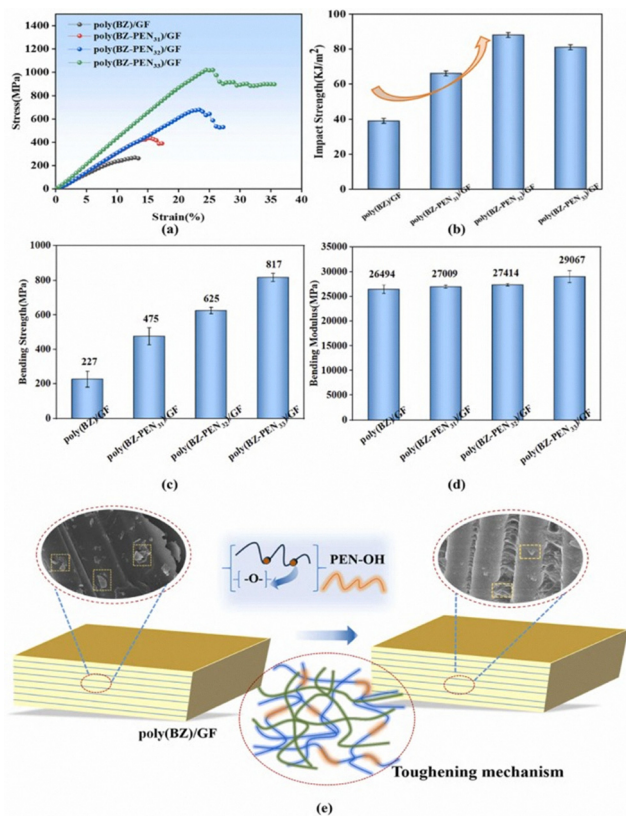 poly(BZ)/GF
poly(BZ-PEN₃₁)/GF
poly(BZ-PEN₃₂)/GF
poly(BZ-PEN₃₃)/GF
Stress(MPa)
1400
1200
1000
800
600
400
200
0
0 5 10 15 20 25 30 35 40
Strain(%)
(a)
Impact Strength(KJ/m²)
100
80
60
40
20
0
poly(BZ)/GF
poly(BZ-PEN₃₁)/GF
poly(BZ-PEN₃₂)/GF
poly(BZ-PEN₃₃)/GF
(b)
Bending Strength(MPa)
1000
800
600
400
200
0
227
475
625
817
poly(BZ)/GF
poly(BZ-PEN₃₁)/GF
poly(BZ-PEN₃₂)/GF
poly(BZ-PEN₃₃)/GF
(c)
Bending Modulus(MPa)
35000
30000
25000
20000
15000
10000
5000
0
26494
27009
27414
29067
poly(BZ)/GF
poly(BZ-PEN₃₁)/GF
poly(BZ-PEN₃₂)/GF
poly(BZ-PEN₃₃)/GF
(d)
[-O-]
PEN-OH
poly(BZ)/GF
Toughening mechanism
(e)